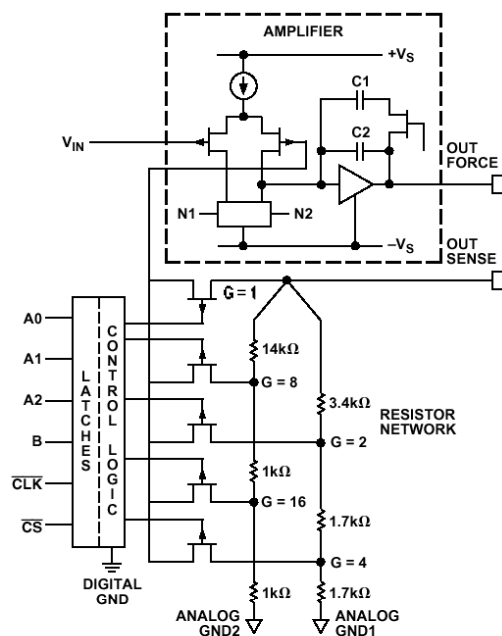 AMPLIFIER
+VS
C1
C2
VIN
OUT
FORCE
N1
N2
–VS
OUT
SENSE
G = 1
A0
A1
A2
B
CLK
CS
LATCHES
CONTROL LOGIC
14kΩ
G = 8
3.4kΩ
RESISTOR
NETWORK
G = 2
1kΩ
G = 16
1.7kΩ
G = 4
1kΩ
1.7kΩ
DIGITAL
GND
ANALOG
GND2
ANALOG
GND1